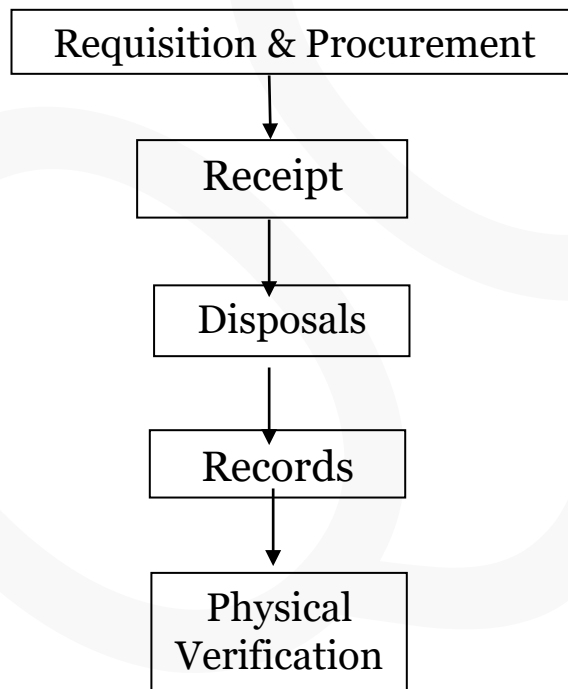 Requisition & Procurement
Receipt
Disposals
Records
Physical
Verification